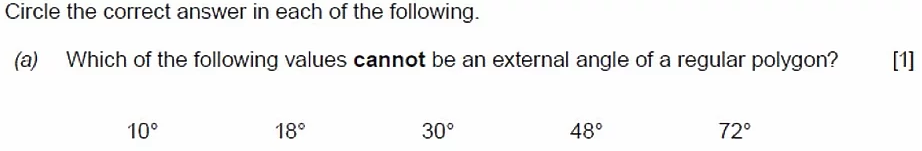 Circle the correct answer in each of the following.
(a) Which of the following values cannot be an external angle of a regular polygon? [1]
10° 18° 30° 48° 72°